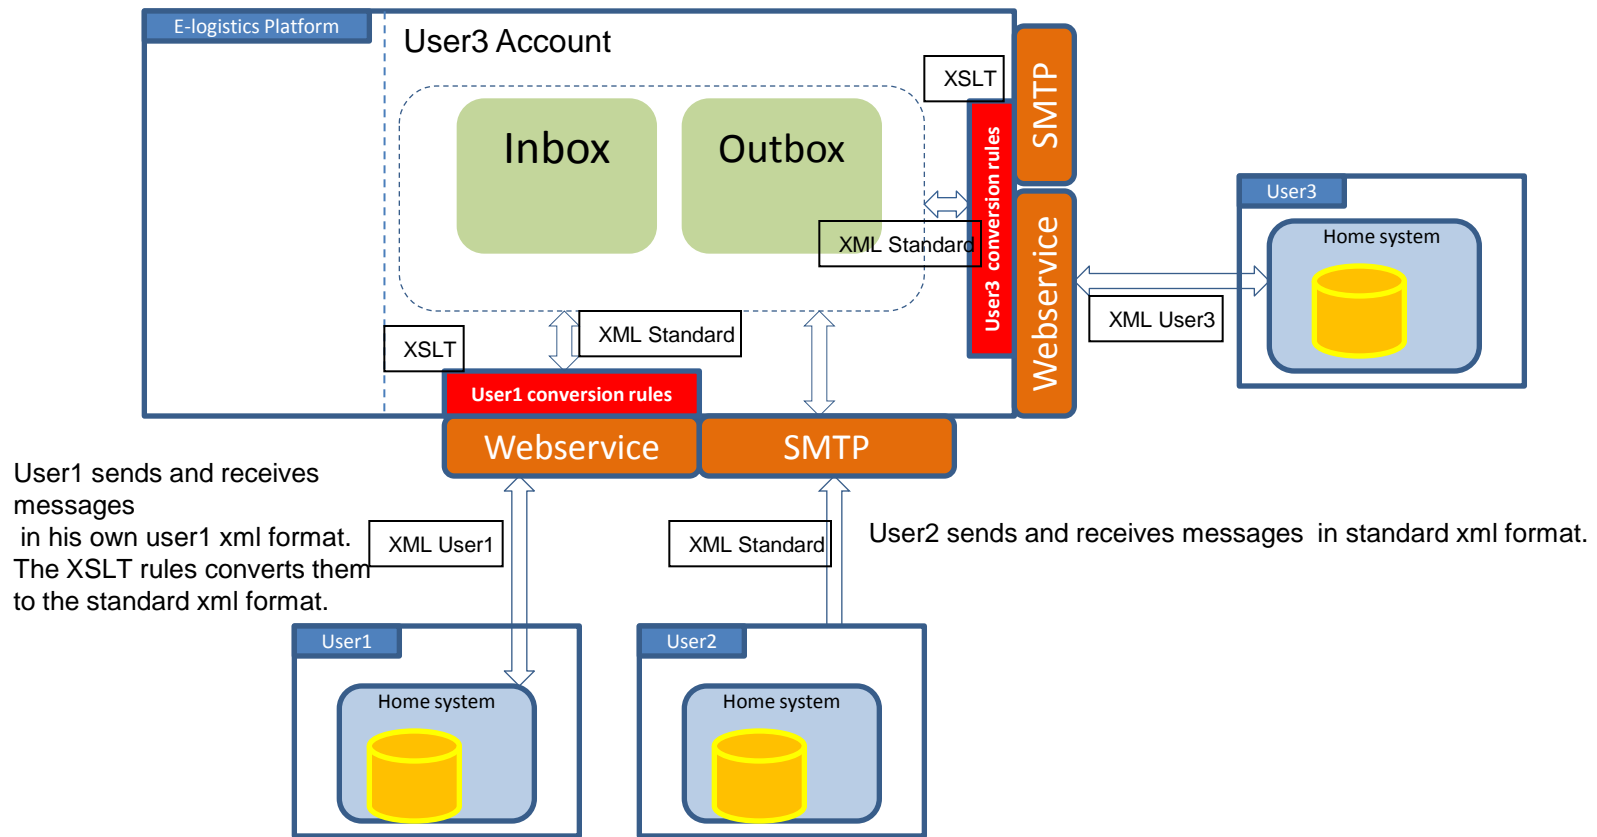 E-logistics Platform
User3 Account
XSLT
SMTP
Inbox
Outbox
User3  conversion rules
User3
Webservice
Home system
XML Standard
XML User3
XML Standard
XSLT
User1 conversion rules
Webservice
SMTP
User1 sends and receives
messages
in his own user1 xml format.
The XSLT rules converts them
to the standard xml format.
XML User1
XML Standard
User2 sends and receives messages  in standard xml format.
User1
Home system
User2
Home system